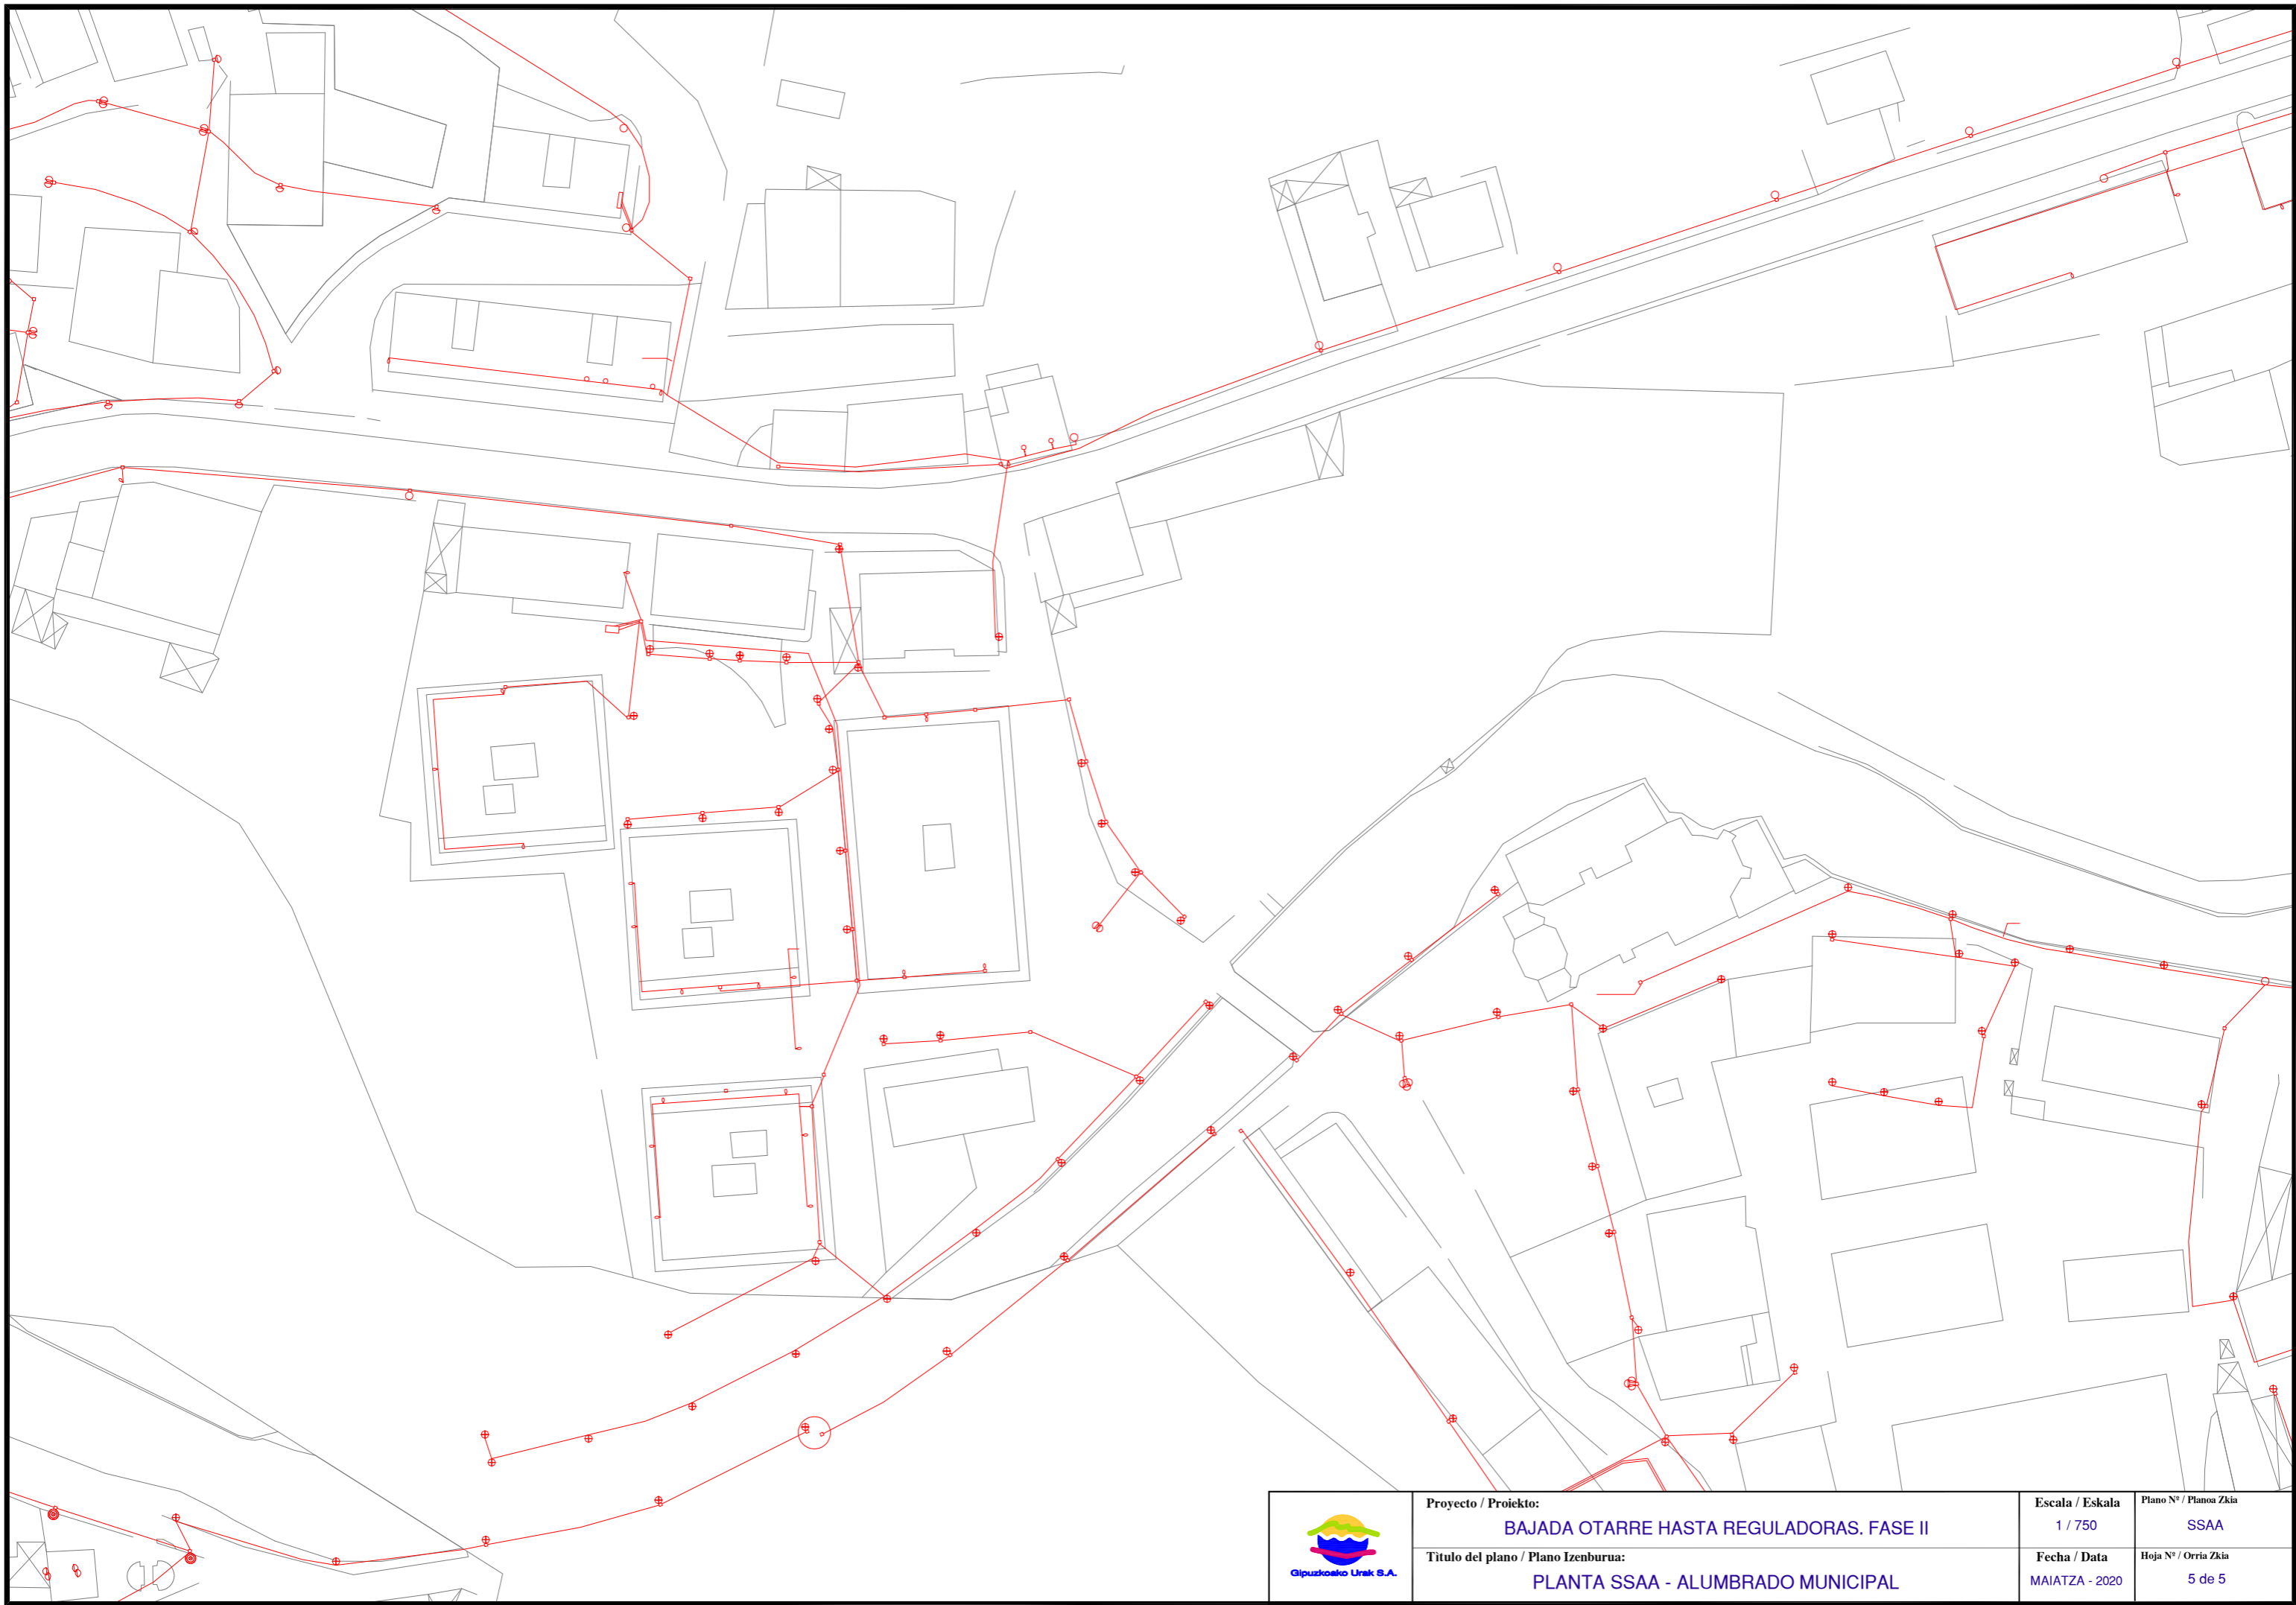 Gipuzkoako Urak S.A.
Proyecto / Proiekto:
BAJADA OTARRE HASTA REGULADORAS. FASE II
Título del plano / Plano Izenburua:
PLANTA SSAA - ALUMBRADO MUNICIPAL
Escala / Eskala
1 / 750
Fecha / Data
MAIATZA - 2020
Plano Nº / Planoa Zkia
SSAA
Hoja Nº / Orria Zkia
5 de 5